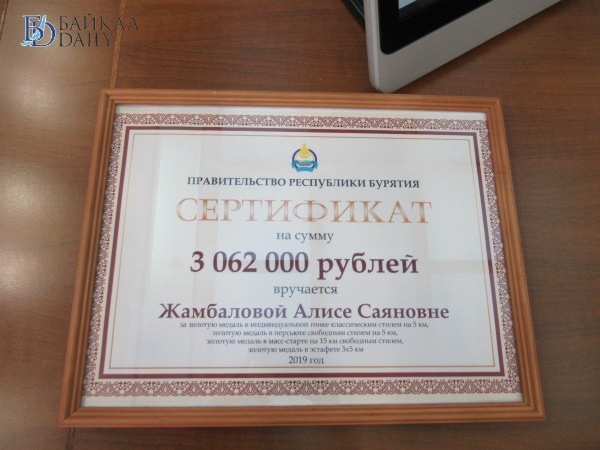 БАЙКАЛ
DAILY
ПРАВИТЕЛЬСТВО РЕСПУБЛИКИ БУРЯТИЯ
СЕРТИФИКАТ
на сумму
3 062 000 рублей
вручается
Жамбаловой Алисе Саяновне
за золотую медаль в индивидуальной гонке классическим стилем на 5 км,
золотую медаль в персьюте свободным стилем на 5 км,
золотую медаль в масс-старте на 15 км свободным стилем,
золотую медаль в эстафете 3х5 км
2019 год